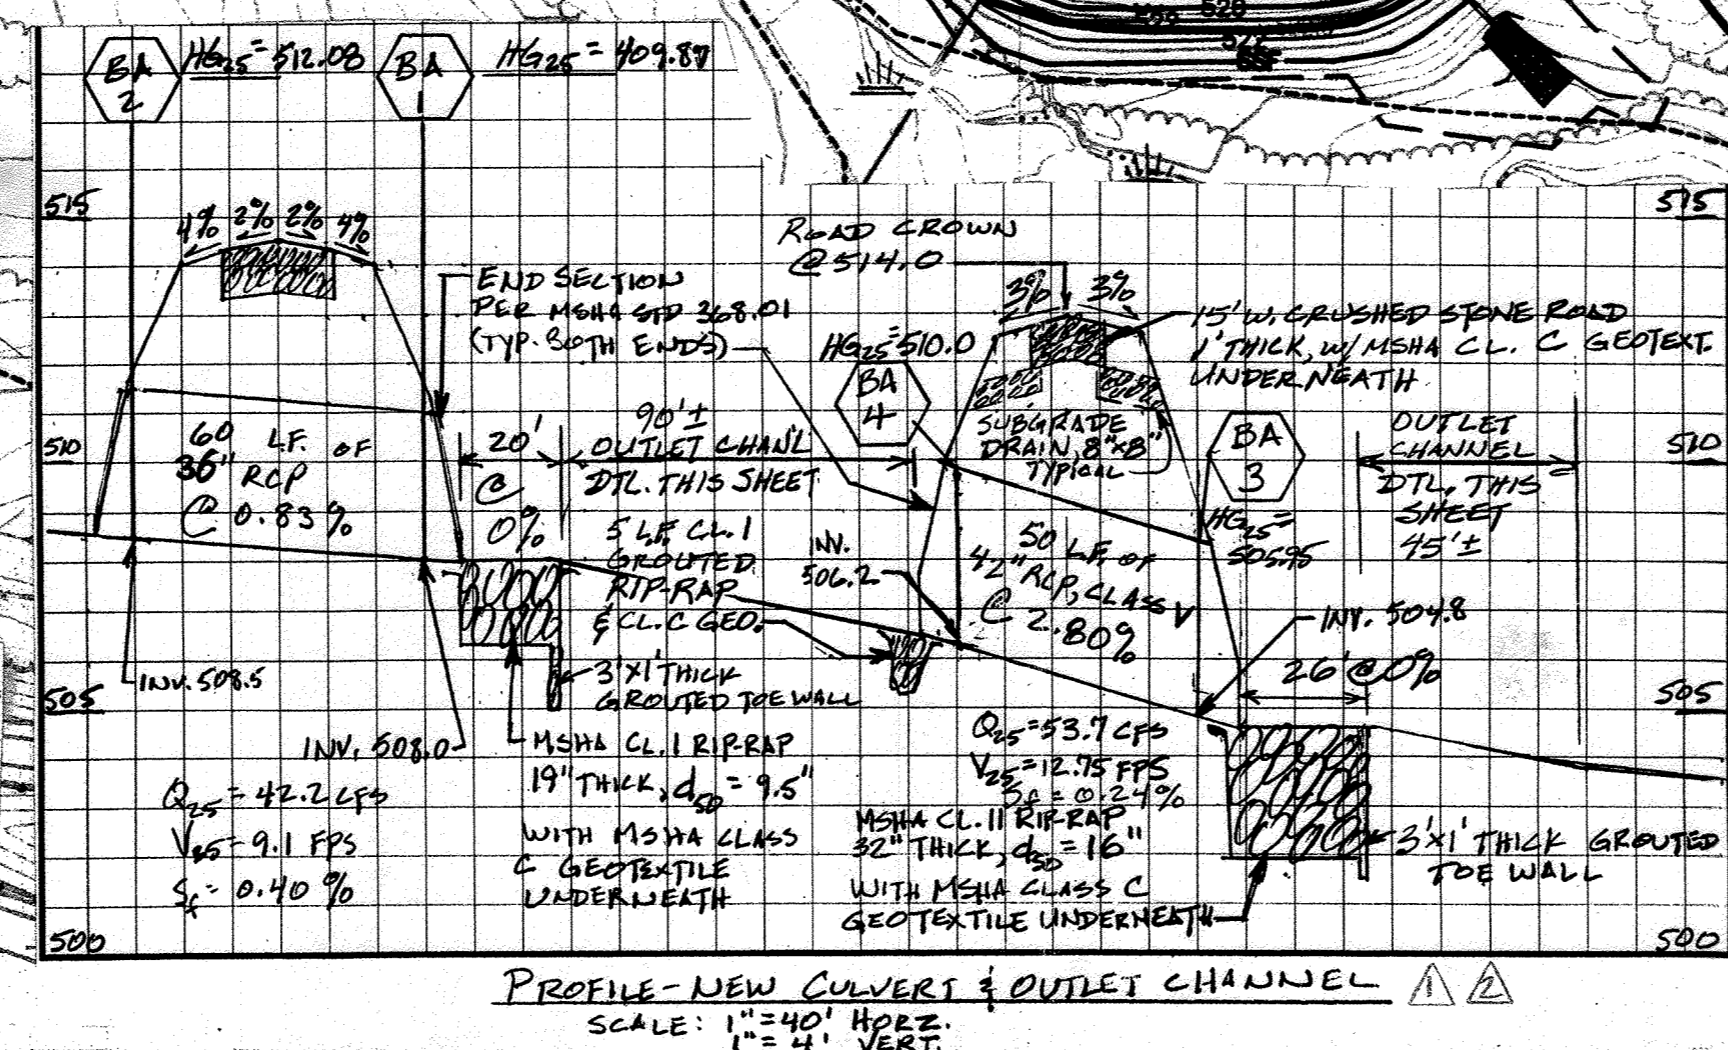 BA
2
HG25 = 512.08
BA
1
HG25 = 409.87
520
522
515
4% 2% 2% 4%
ROAD CROWN
@ 514.0
3% 3%
515
END SECTION
PER MSHA STD 368.01
(TYP. BOTH ENDS)
HG25 = 510.0
BA
4
15' W. CRUSHED STONE ROAD
1' THICK, W/ MSHA CL. C GEOTEXT.
UNDERNEATH
510
60 L.F. OF
36" RCP
@ 0.83%
20'
@
0%
90'±
OUTLET CHAN'L
DTL. THIS SHEET
SUBGRADE
DRAIN, 8"X8"
TYPICAL
BA
3
HG25 =
505.95
OUTLET
CHANNEL
DTL. THIS
SHEET
45'±
510
5 L.F. CL. I
GROUTED
RIP-RAP
& CL. C GEO.
INV.
506.2
50 L.F. OF
42" RCP, CLASS V
@ 2.80%
INV. 504.8
26' @ 0%
INV. 508.5
505
3'X1' THICK
GROUTED TOE WALL
505
INV. 508.0
MSHA CL. I RIP-RAP
19" THICK, d50 = 9.5"
WITH MSHA CLASS
C GEOTEXTILE
UNDERNEATH
Q25 = 42.2 CFS
V25 = 9.1 FPS
Sf = 0.40 %
Q25 = 53.7 CFS
V25 = 12.75 FPS
Sf = 0.24%
MSHA CL. II RIP-RAP
32" THICK, d50 = 16"
WITH MSHA CLASS C
GEOTEXTILE UNDERNEATH
3'X1' THICK GROUTED
TOE WALL
500
500
PROFILE - NEW CULVERT & OUTLET CHANNEL
1 2
SCALE: 1" = 40' HORZ.
1" = 4' VERT.